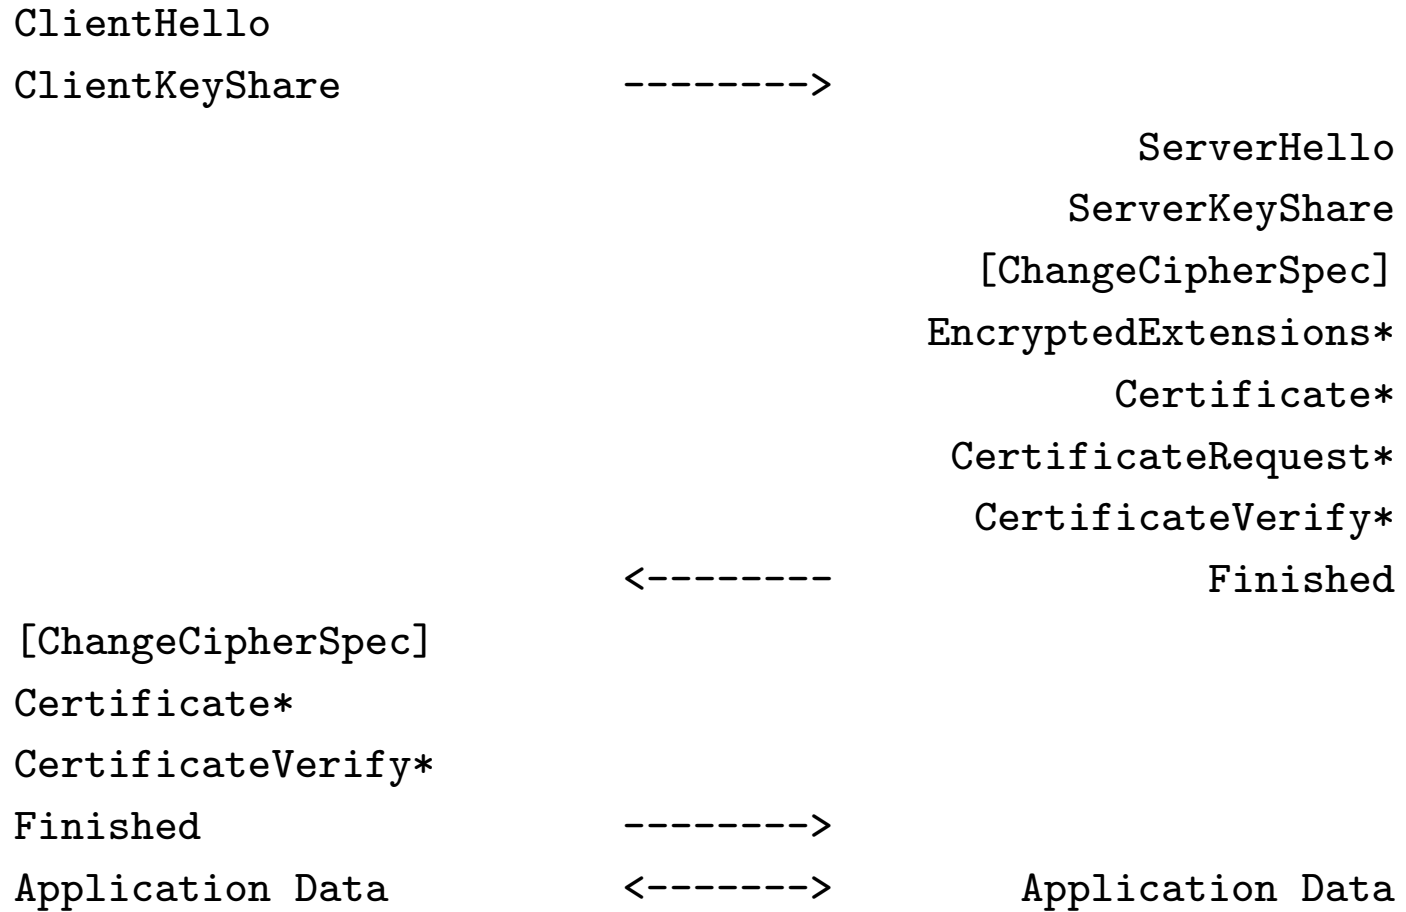 ClientHello
ClientKeyShare -------->
ServerHello
ServerKeyShare
[ChangeCipherSpec]
EncryptedExtensions*
Certificate*
CertificateRequest*
CertificateVerify*
<-------- Finished
[ChangeCipherSpec]
Certificate*
CertificateVerify*
Finished -------->
Application Data <-------> Application Data